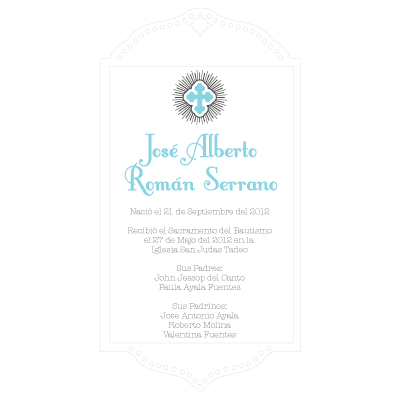 José Alberto
Román Serrano
Nació el 21 de Septiembre del 2012
Recibió el Sacramento del Bautismo
el 27 de Majo del 2012 en la
Iglesia San Judas Tadeo
Sus Padres:
John Jessop del Canto
Paula Ayala Fuentes
Sus Padrinos:
Jose Antonio Ayala
Roberto Molina
Valentina Fuentes